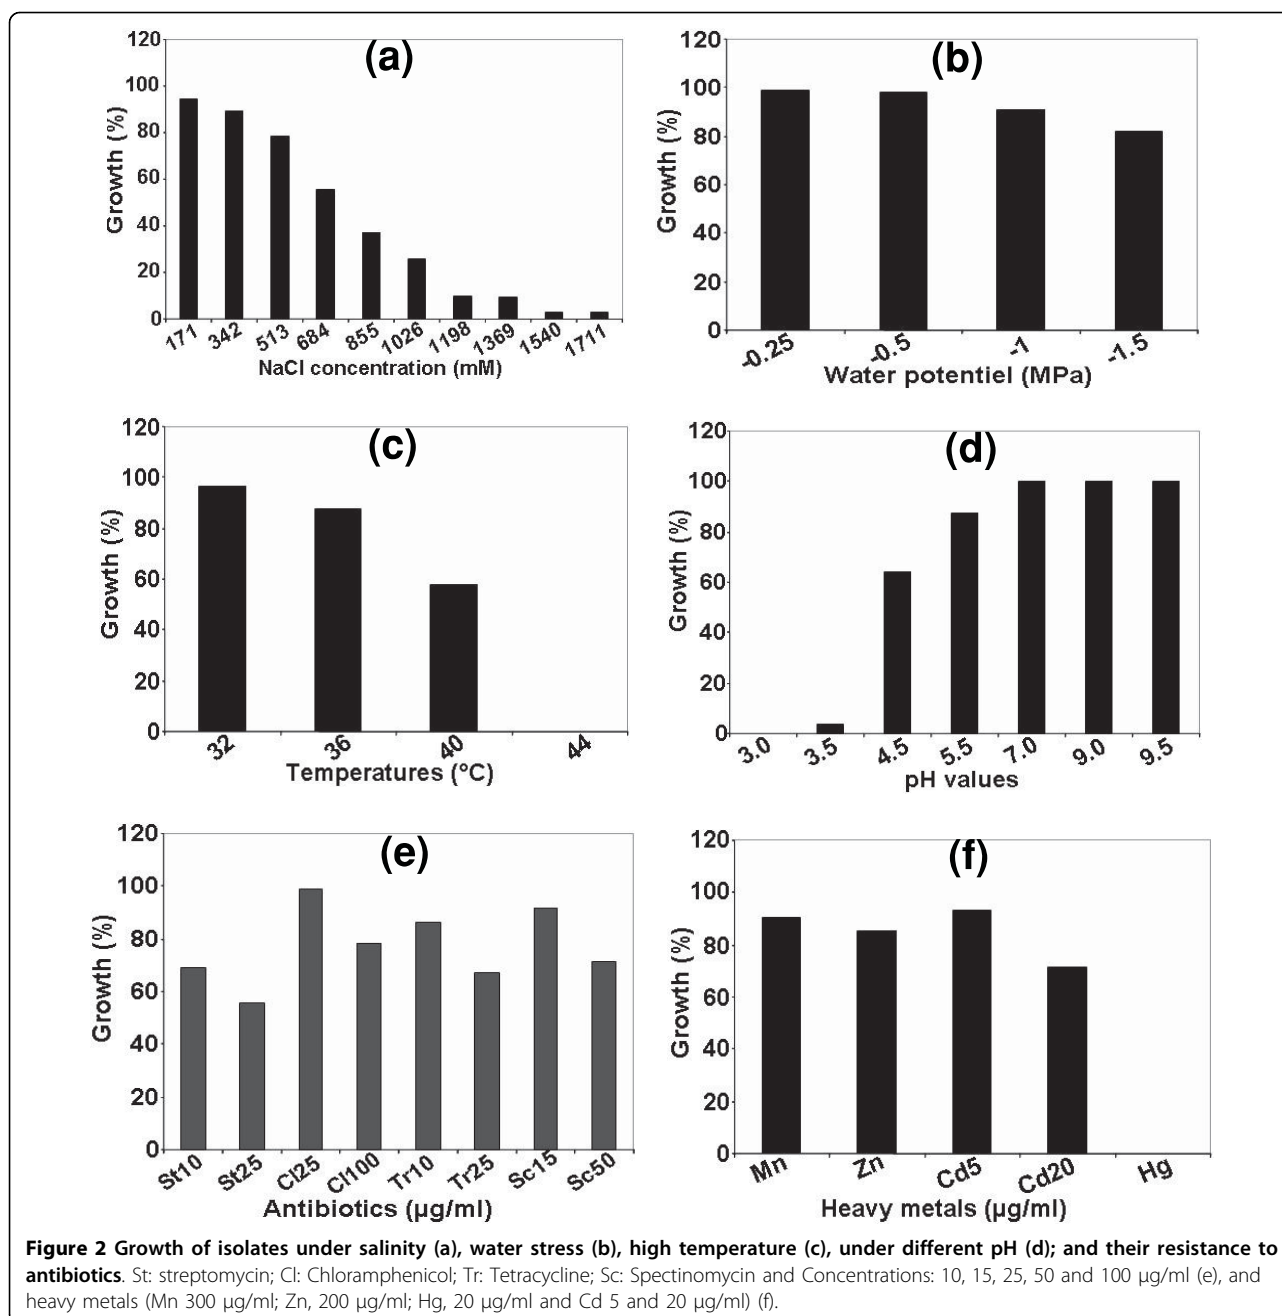 (a)
120
100
80
60
40
20
0
Growth (%)
171 342 513 684 855 1026 1198 1369 1540 1711
NaCl concentration (mM)
(b)
120
100
80
60
40
20
0
Growth (%)
-0.25 -0.5 -1 -1.5
Water potentiel (MPa)
(c)
120
100
80
60
40
20
0
Growth (%)
32 36 40 44
Temperatures (°C)
(d)
120
100
80
60
40
20
0
Growth (%)
3.0 3.5 4.5 5.5 7.0 9.0 9.5
pH values
(e)
120
100
80
60
40
20
0
Growth (%)
St10 St25 Cl25 Cl100 Tr10 Tr25 Sc15 Sc50
Antibiotics (µg/ml)
(f)
120
100
80
60
40
20
0
Growth (%)
Mn Zn Cd5 Cd20 Hg
Heavy metals (µg/ml)
Figure 2 Growth of isolates under salinity (a), water stress (b), high temperature (c), under different pH (d); and their resistance to
antibiotics. St: streptomycin; Cl: Chloramphenicol; Tr: Tetracycline; Sc: Spectinomycin and Concentrations: 10, 15, 25, 50 and 100 µg/ml (e), and
heavy metals (Mn 300 µg/ml; Zn, 200 µg/ml; Hg, 20 µg/ml and Cd 5 and 20 µg/ml) (f).